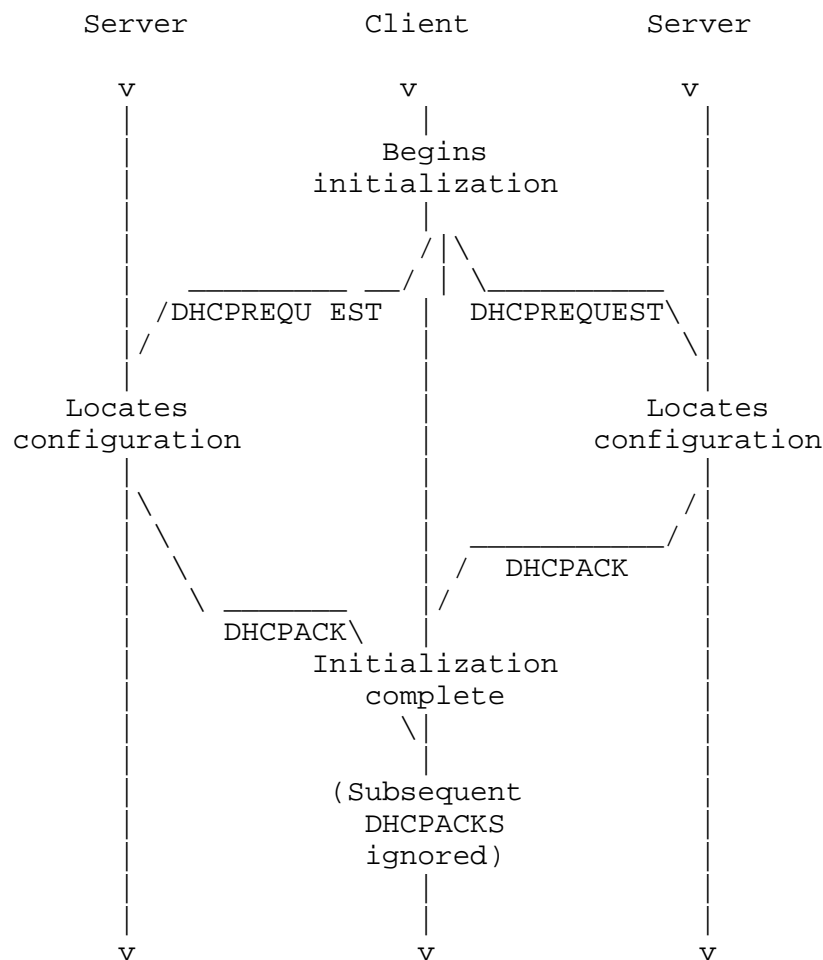 Server Client Server
v v v
Begins
initialization
DHCPREQU EST DHCPREQUEST
Locates Locates
configuration configuration
DHCPACK
DHCPACK
Initialization
complete
(Subsequent
DHCPACKS
ignored)
v v v